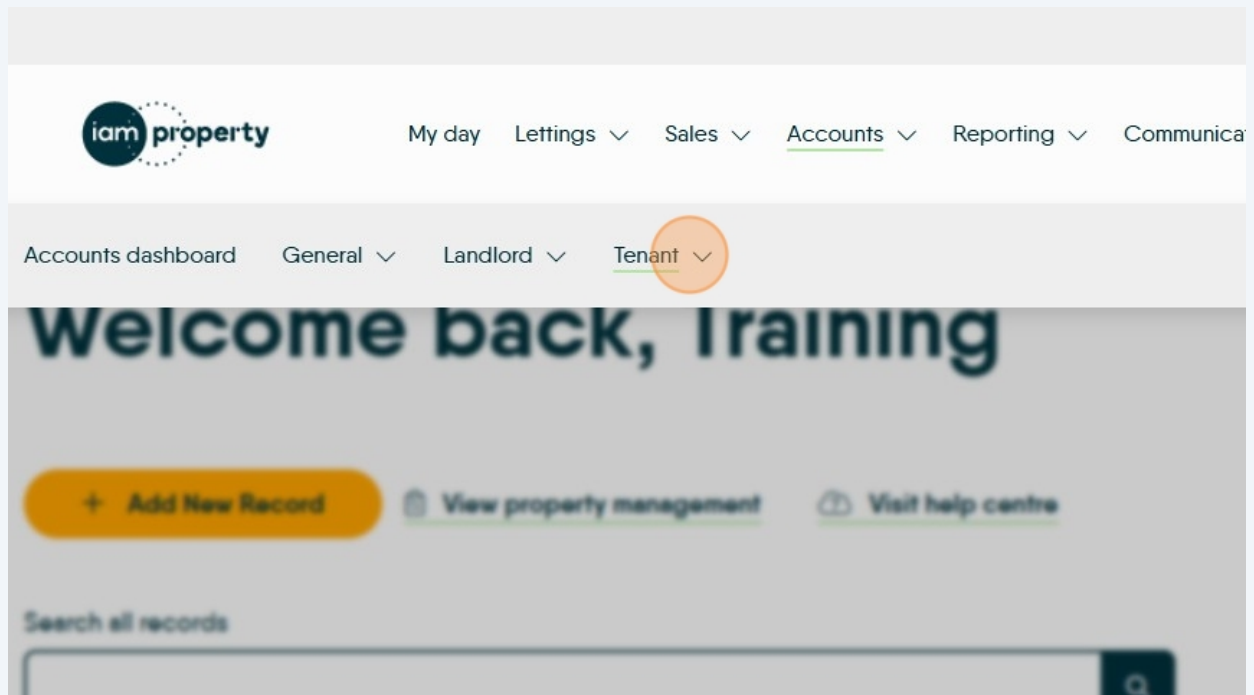 iam property
My day Lettings Sales Accounts Reporting Communicat
Accounts dashboard General Landlord Tenant
Welcome back, Training
+ Add New Record View property management Visit help centre
Search all records